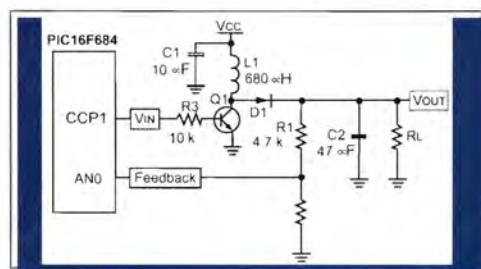 VCC
PIC16F684
C1
10 ∝F
L1
680 ∝H
Q1
D1
VOUT
CCP1
VIN
R3
10 k
R1
4.7 k
C2
47 ∝F
RL
AN0
Feedback